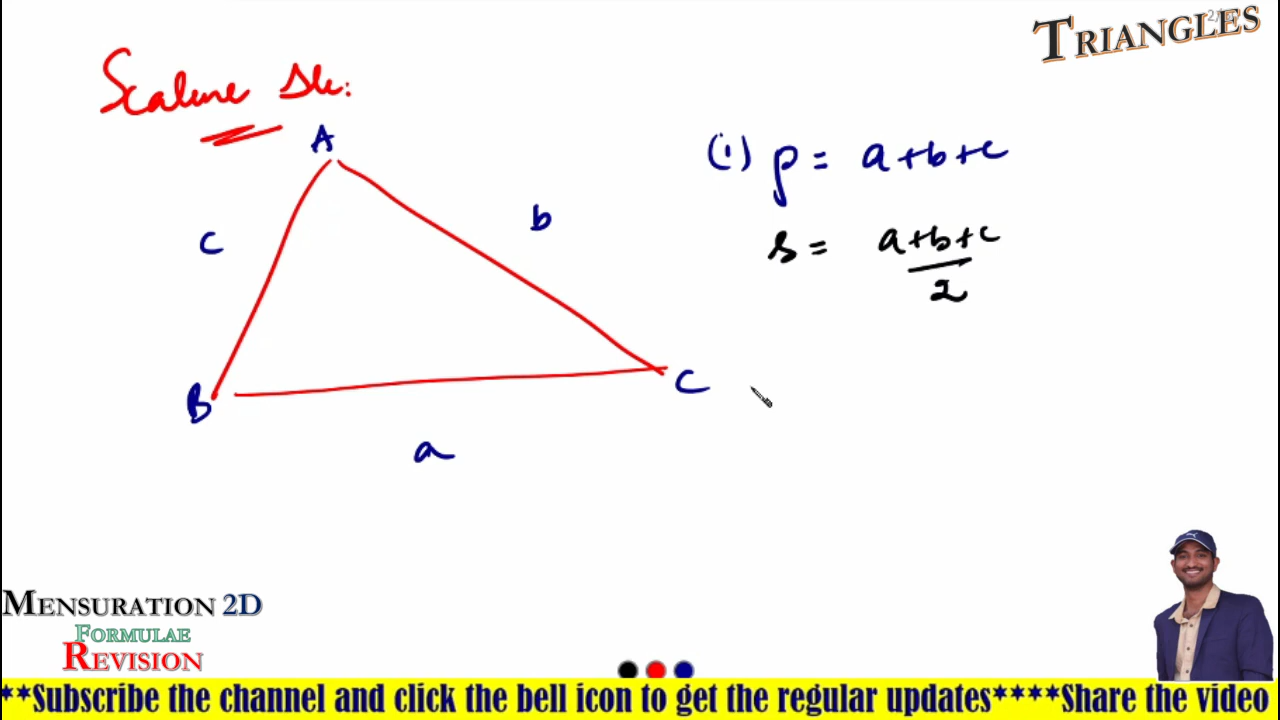 TRIANGLES
Scalene Δle:
A
(i) p = a+b+c
c
b
s = a+b+c
2
B
C
a
MENSURATION 2D
FORMULAE
REVISION
**Subscribe the channel and click the bell icon to get the regular updates****Share the video